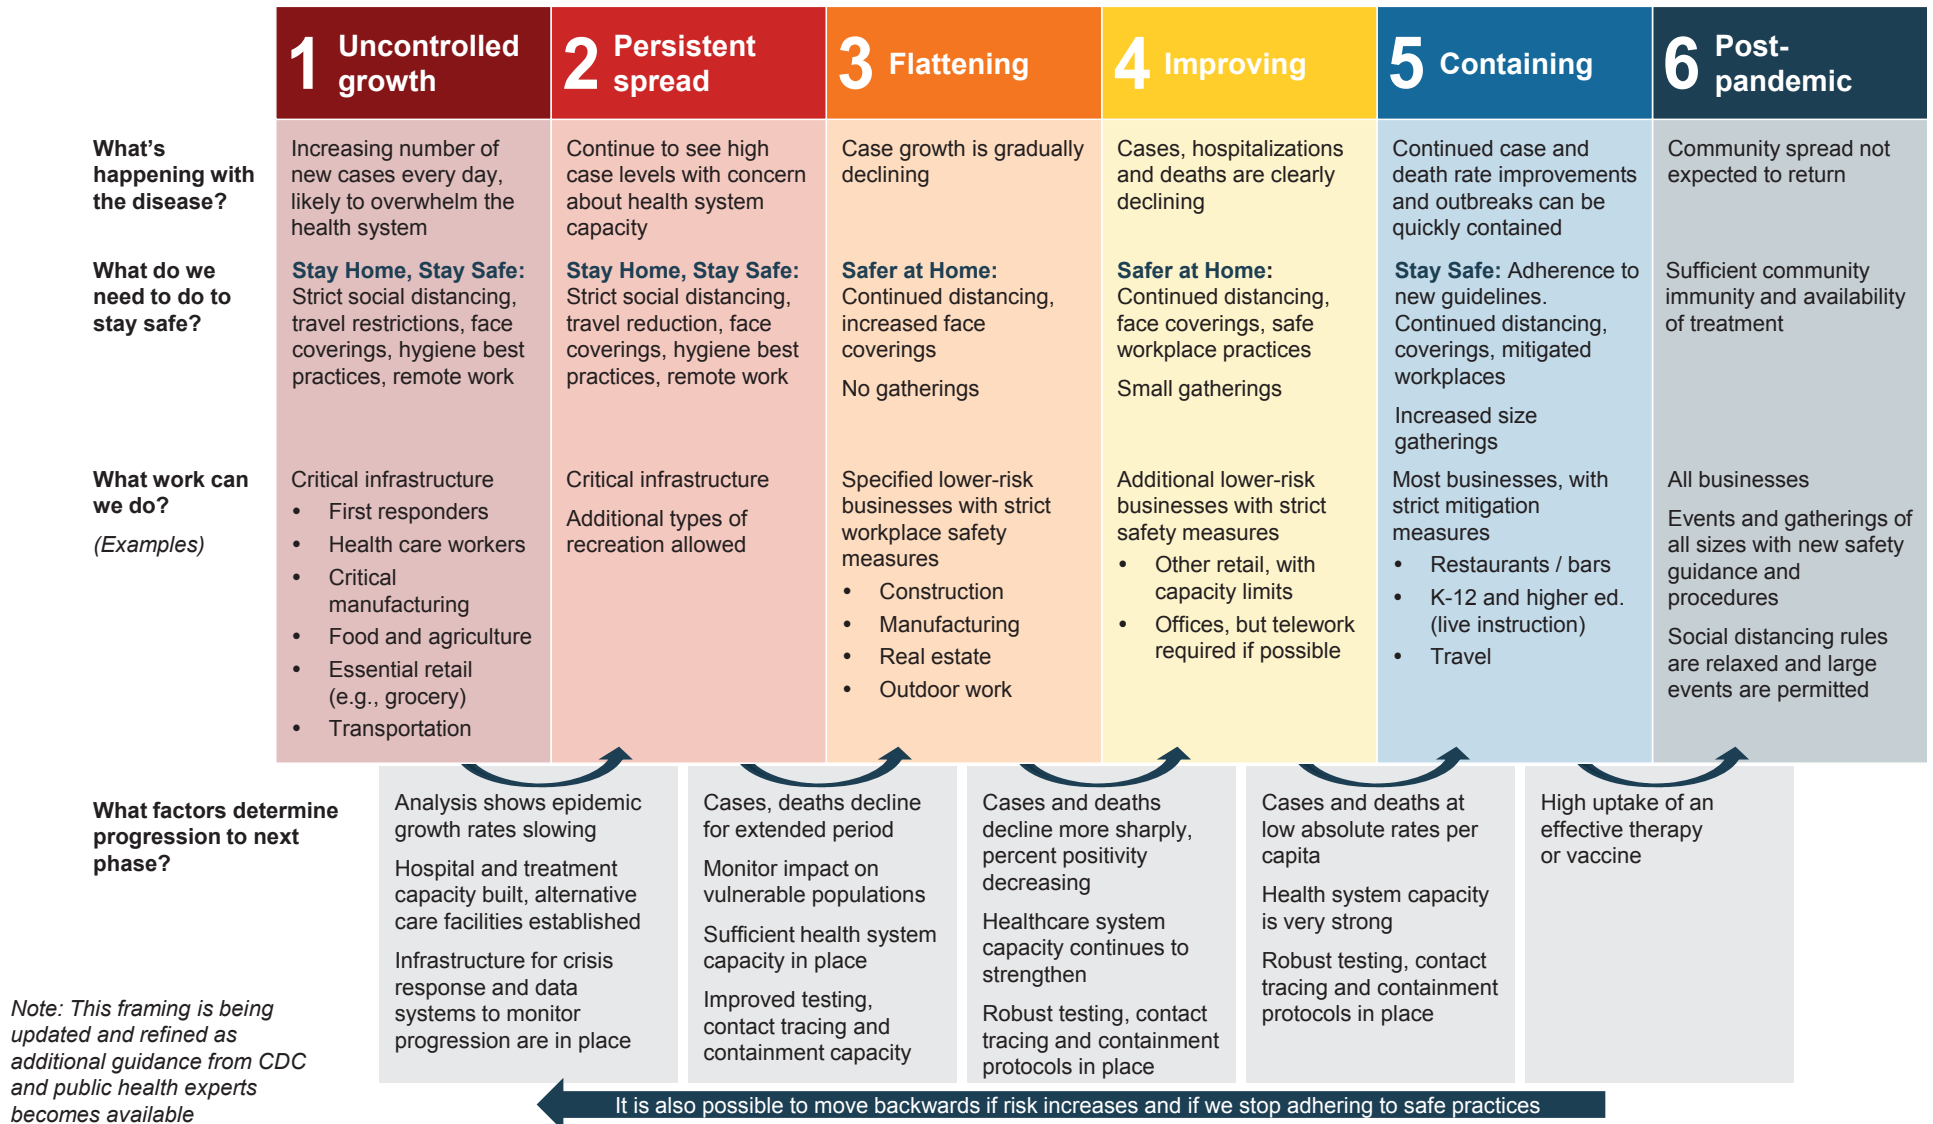 1 Uncontrolled
growth
2 Persistent
spread
3 Flattening
4 Improving
5 Containing
6 Post-
pandemic
What's
happening with
the disease?
Increasing number of
new cases every day,
likely to overwhelm the
health system
Continue to see high
case levels with concern
about health system
capacity
Case growth is gradually
declining
Cases, hospitalizations
and deaths are clearly
declining
Continued case and
death rate improvements
and outbreaks can be
quickly contained
Community spread not
expected to return
What do we
need to do to
stay safe?
Stay Home, Stay Safe:
Strict social distancing,
travel restrictions, face
coverings, hygiene best
practices, remote work
Stay Home, Stay Safe:
Strict social distancing,
travel reduction, face
coverings, hygiene best
practices, remote work
Safer at Home:
Continued distancing,
increased face
coverings
No gatherings
Safer at Home:
Continued distancing,
face coverings, safe
workplace practices
Small gatherings
Stay Safe: Adherence to
new guidelines.
Continued distancing,
coverings, mitigated
workplaces
Increased size
gatherings
Sufficient community
immunity and availability
of treatment
What work can
we do?
(Examples)
Critical infrastructure
• First responders
• Health care workers
• Critical
manufacturing
• Food and agriculture
• Essential retail
(e.g., grocery)
• Transportation
Critical infrastructure
Additional types of
recreation allowed
Specified lower-risk
businesses with strict
workplace safety
measures
• Construction
• Manufacturing
• Real estate
• Outdoor work
Additional lower-risk
businesses with strict
safety measures
• Other retail, with
capacity limits
• Offices, but telework
required if possible
Most businesses, with
strict mitigation
measures
• Restaurants / bars
• K-12 and higher ed.
(live instruction)
• Travel
All businesses
Events and gatherings of
all sizes with new safety
guidance and
procedures
Social distancing rules
are relaxed and large
events are permitted
What factors determine
progression to next
phase?
Analysis shows epidemic
growth rates slowing
Hospital and treatment
capacity built, alternative
care facilities established
Infrastructure for crisis
response and data
systems to monitor
progression are in place
Cases, deaths decline
for extended period
Monitor impact on
vulnerable populations
Sufficient health system
capacity in place
Improved testing,
contact tracing and
containment capacity
Cases and deaths
decline more sharply,
percent positivity
decreasing
Healthcare system
capacity continues to
strengthen
Robust testing, contact
tracing and containment
protocols in place
Cases and deaths at
low absolute rates per
capita
Health system capacity
is very strong
Robust testing, contact
tracing and containment
protocols in place
High uptake of an
effective therapy
or vaccine
Note: This framing is being
updated and refined as
additional guidance from CDC
and public health experts
becomes available
It is also possible to move backwards if risk increases and if we stop adhering to safe practices